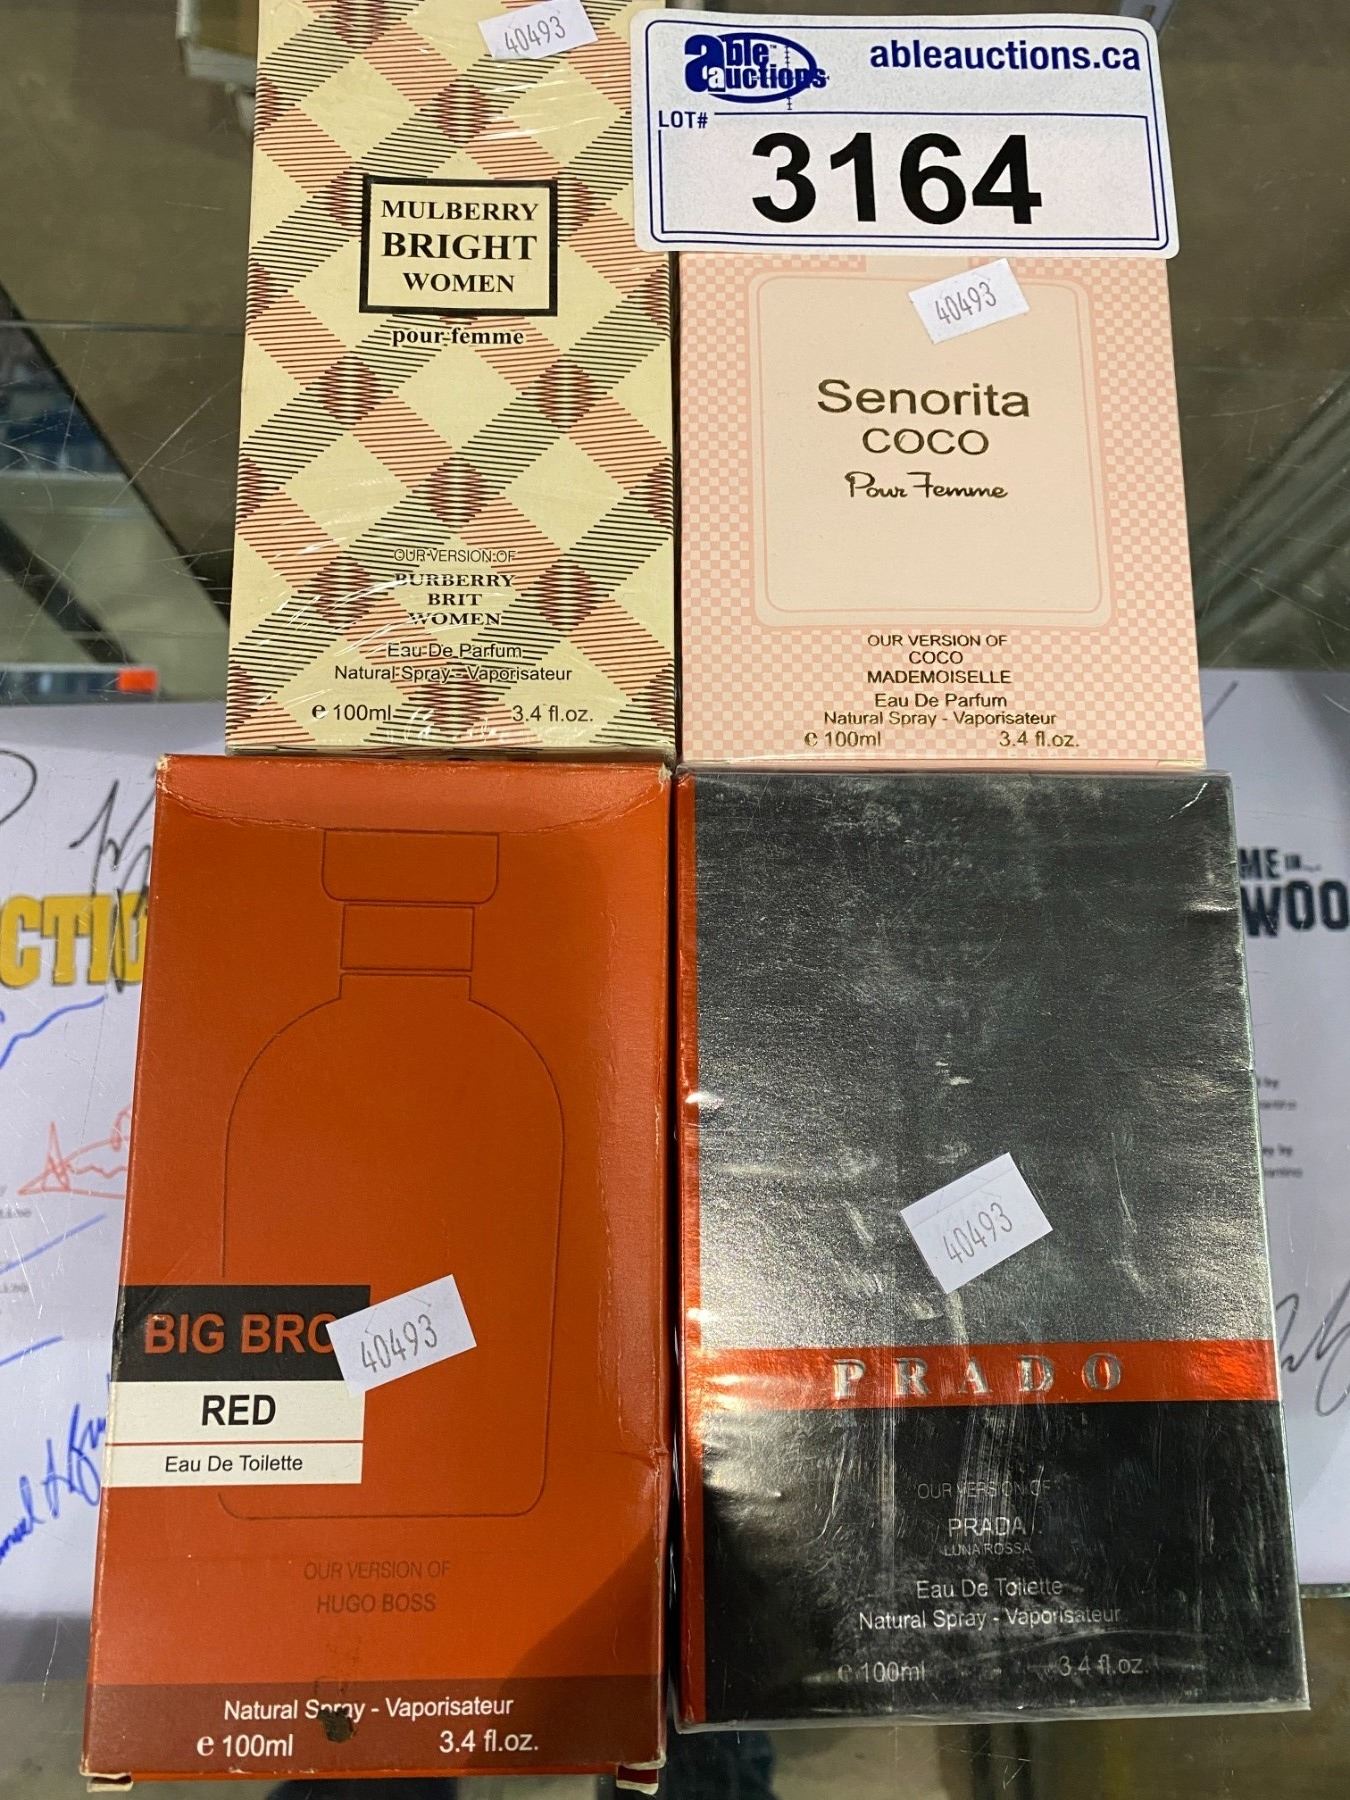 40493
able auctions
ableauctions.ca
LOT#
3164
MULBERRY
BRIGHT
WOMEN
pour femme
OUR VERSION OF
BURBERRY
BRIT
WOMEN
Eau De Parfum
Natural Spray - Vaporisateur
e 100ml 3.4 fl.oz.
40493
Senorita
COCO
Pour Femme
OUR VERSION OF
COCO
MADEMOISELLE
Eau De Parfum
Natural Spray - Vaporisateur
e 100ml 3.4 fl.oz.
BIG BRO
40493
RED
Eau De Toilette
OUR VERSION OF
HUGO BOSS
Natural Spray - Vaporisateur
e 100ml 3.4 fl.oz.
40493
PRADO
OUR VERSION OF
PRADA
LUNA ROSSA
Eau De Toilette
Natural Spray - Vaporisateur
e 100ml 3.4 fl.oz.
CTIO
ME IN...
WOO